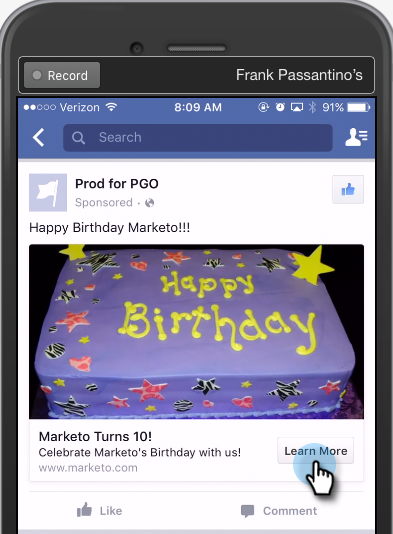 Record
Frank Passantino's
Verizon 8:09 AM 91%
Search
Prod for PGO
Sponsored ·
Happy Birthday Marketo!!!
Happy
Birthday
Marketo Turns 10!
Celebrate Marketo's Birthday with us!
www.marketo.com
Learn More
Like
Comment